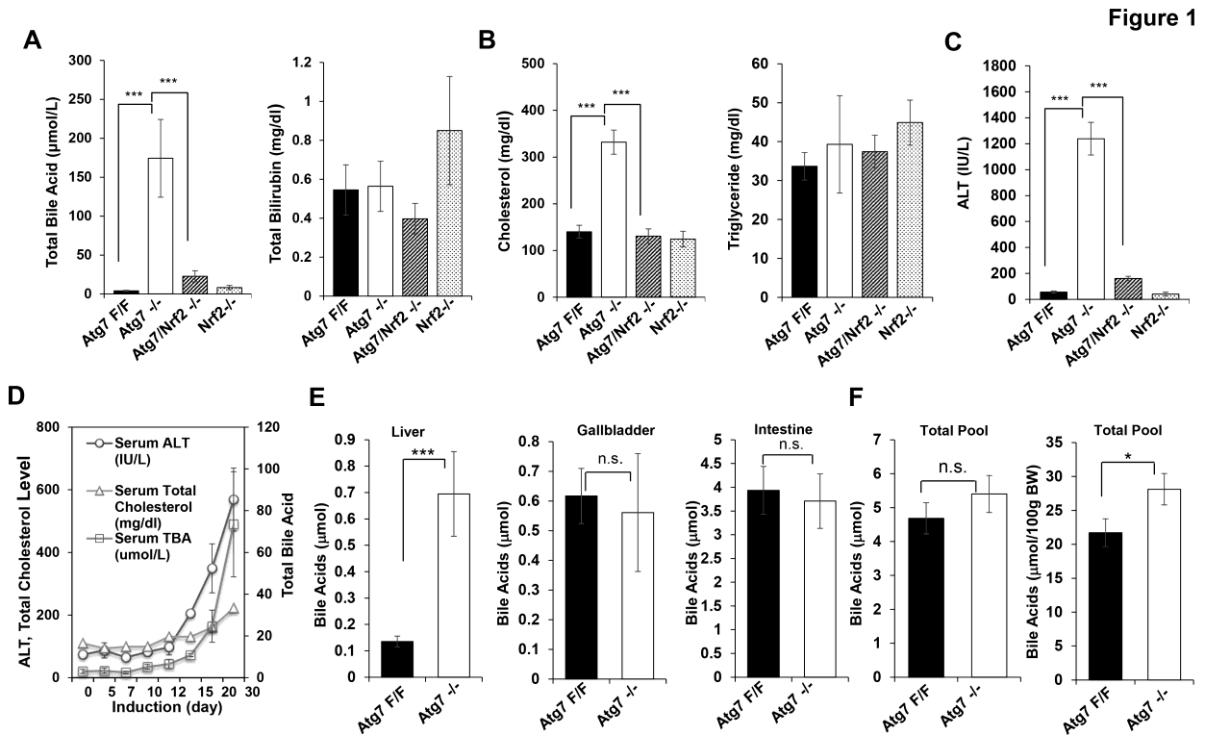 Figure 1
A
300
250
200
150
100
50
0
Total Bile Acid (µmol/L)
***
***
Atg7 F/F
Atg7 -/-
Atg7/Nrf2 -/-
Nrf2-/-
1.2
1
0.8
0.6
0.4
0.2
0
Total Bilirubin (mg/dl)
Atg7 F/F
Atg7 -/-
Atg7/Nrf2 -/-
Nrf2-/-
B
500
400
300
200
100
0
Cholesterol (mg/dl)
***
***
Atg7 F/F
Atg7 -/-
Atg7/Nrf2 -/-
Nrf2-/-
60
50
40
30
20
10
0
Triglyceride (mg/dl)
Atg7 F/F
Atg7 -/-
Atg7/Nrf2 -/-
Nrf2-/-
C
1800
1600
1400
1200
1000
800
600
400
200
0
ALT (IU/L)
***
***
Atg7 F/F
Atg7 -/-
Atg7/Nrf2 -/-
Nrf2-/-
D
800
600
400
200
0
ALT, Total Cholesterol Level
Serum ALT
(IU/L)
Serum Total
Cholesterol
(mg/dl)
Serum TBA
(umol/L)
120
100
80
60
40
20
0
Total Bile Acid
0 5 7 10 12 15 20 30
Induction (day)
E
Liver
0.9
0.8
0.7
0.6
0.5
0.4
0.3
0.2
0.1
0
Bile Acids (µmol)
***
Atg7 F/F
Atg7 -/-
Gallbladder
0.9
0.8
0.7
0.6
0.5
0.4
0.3
0.2
0.1
0
Bile Acids (µmol)
n.s.
Atg7 F/F
Atg7 -/-
Intestine
5
4.5
4
3.5
3
2.5
2
1.5
1
0.5
0
Bile Acids (µmol)
n.s.
Atg7 F/F
Atg7 -/-
F
Total Pool
7
6
5
4
3
2
1
0
Bile Acids (µmol)
n.s.
Atg7 F/F
Atg7 -/-
Total Pool
35
30
25
20
15
10
5
0
Bile Acids (µmol/100g BW)
*
Atg7 F/F
Atg7 -/-